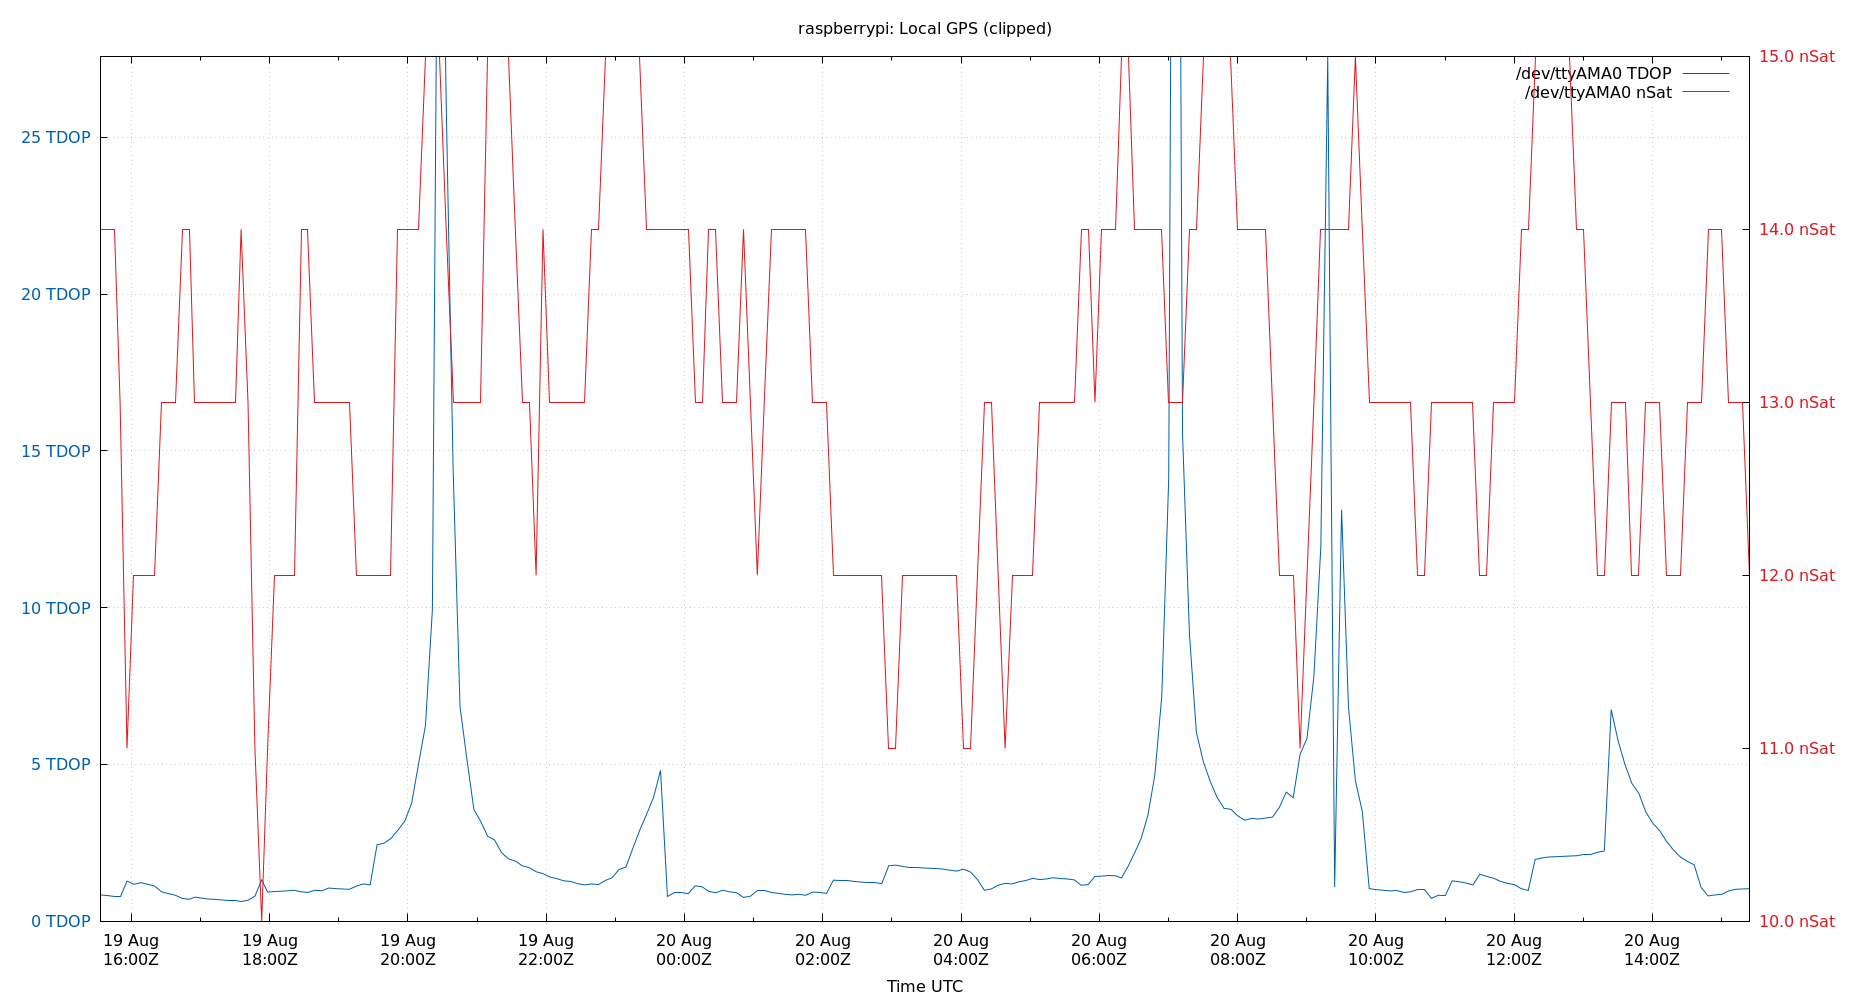 raspberrypi: Local GPS (clipped)
/dev/ttyAMA0 TDOP
/dev/ttyAMA0 nSat
25 TDOP
20 TDOP
15 TDOP
10 TDOP
5 TDOP
0 TDOP
15.0 nSat
14.0 nSat
13.0 nSat
12.0 nSat
11.0 nSat
10.0 nSat
19 Aug 19 Aug 19 Aug 19 Aug 20 Aug 20 Aug 20 Aug 20 Aug 20 Aug 20 Aug 20 Aug 20 Aug
16:00Z 18:00Z 20:00Z 22:00Z 00:00Z 02:00Z 04:00Z 06:00Z 08:00Z 10:00Z 12:00Z 14:00Z
Time UTC